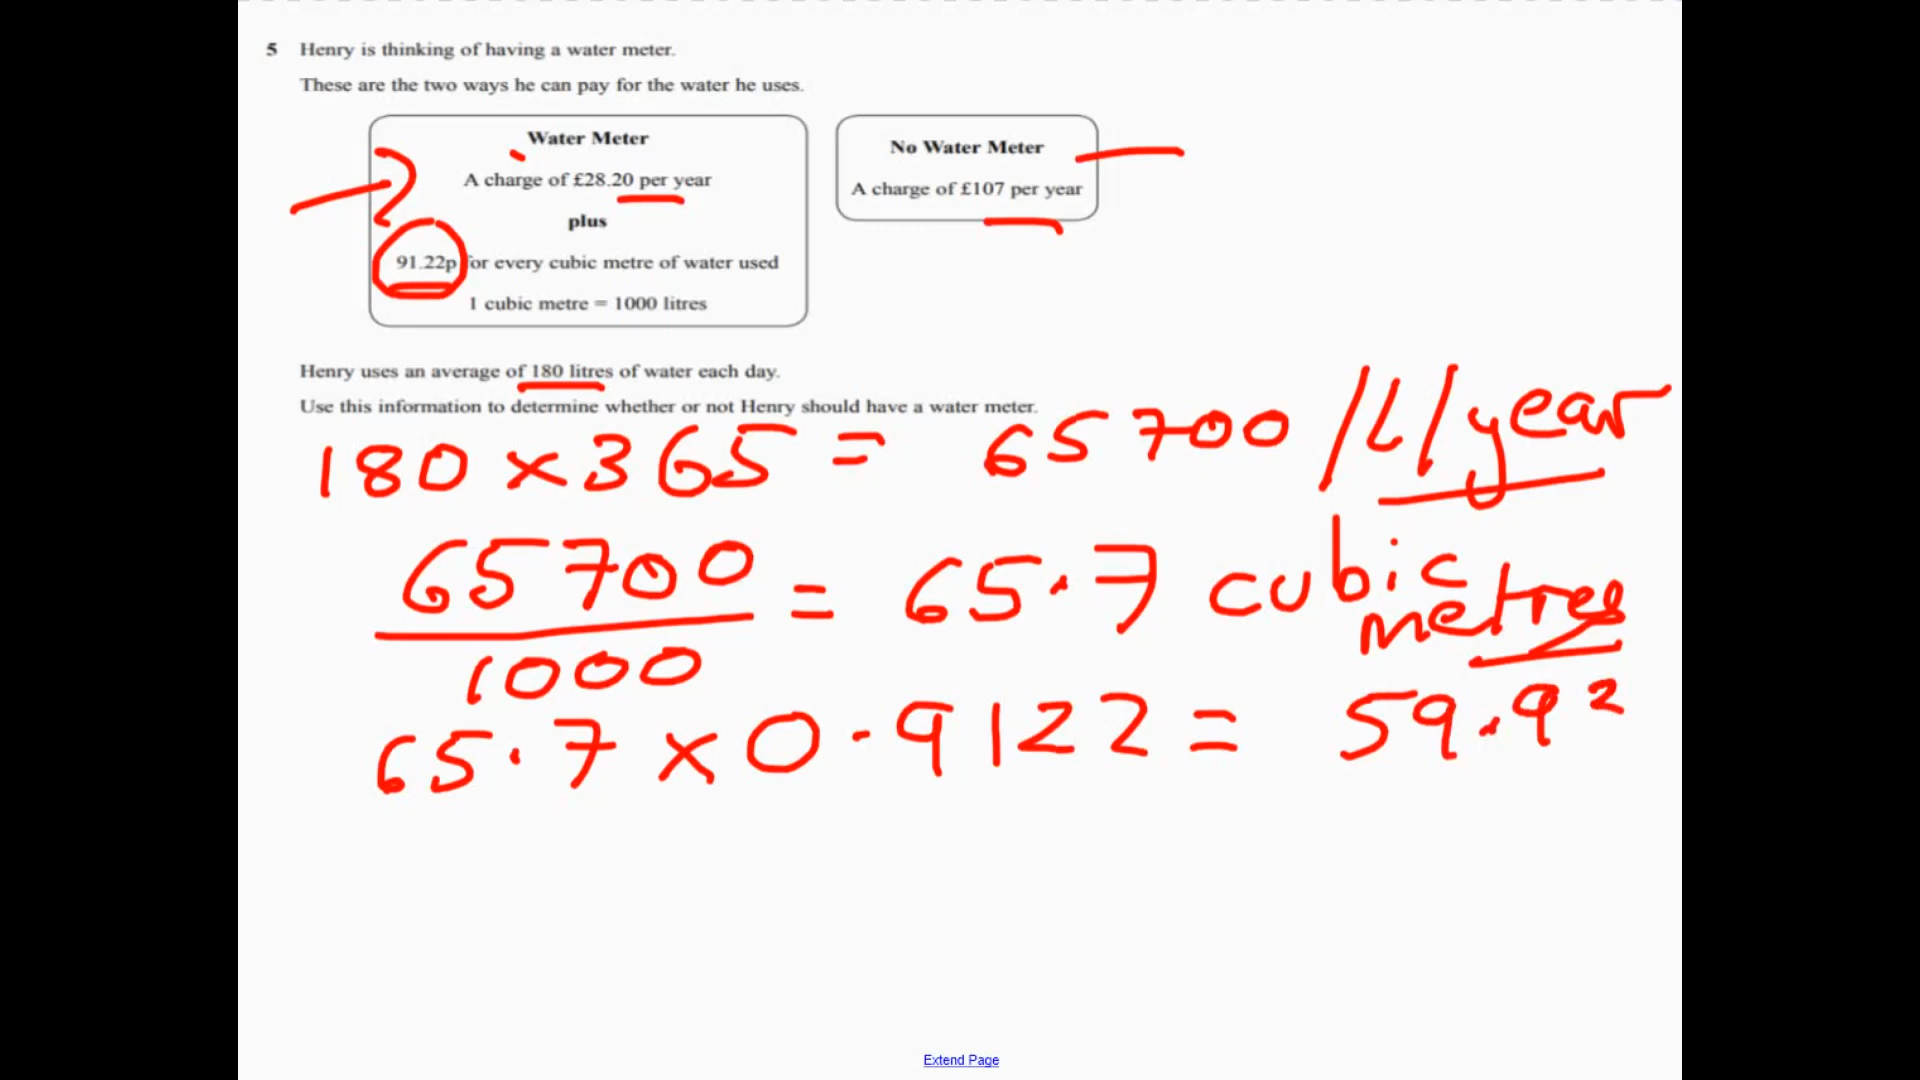 5 Henry is thinking of having a water meter.
These are the two ways he can pay for the water he uses.
Water Meter
A charge of £28.20 per year
plus
91.22p for every cubic metre of water used
1 cubic metre = 1000 litres
No Water Meter
A charge of £107 per year
Henry uses an average of 180 litres of water each day.
Use this information to determine whether or not Henry should have a water meter.
180 × 365 = 65700 /L/year
65700
1000
= 65.7 cubic
metres
65.7 × 0.9122 = 59.92
Extend Page